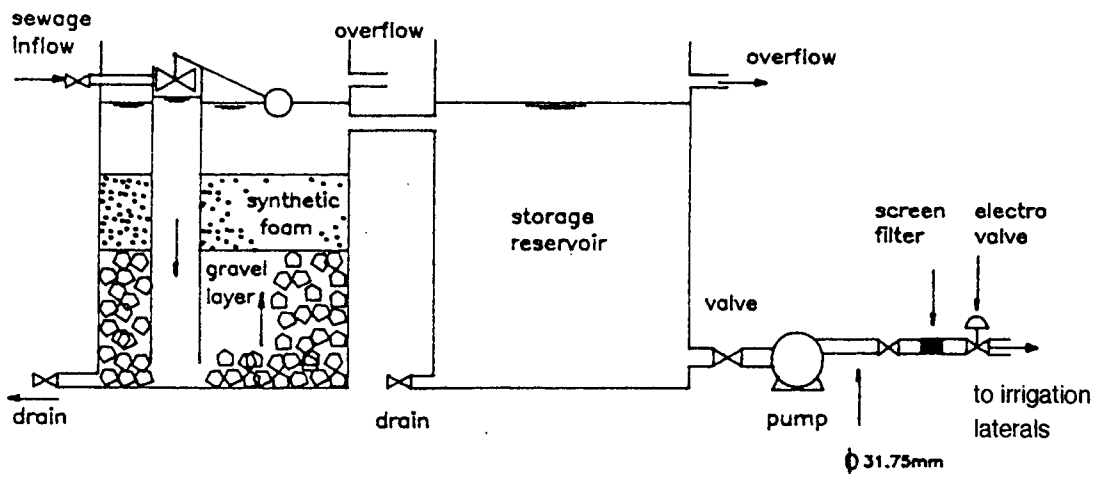 sewage
inflow
overflow
overflow
synthetic
foam
gravel
layer
storage
reservoir
screen
filter
electro
valve
valve
drain
drain
pump
to irrigation
laterals
ϕ 31.75mm